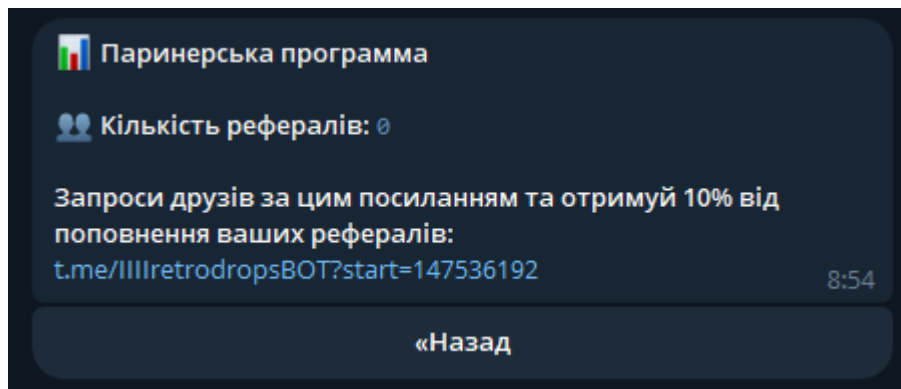 Паринерська программа
Кількість рефералів: 0
Запроси друзів за цим посиланням та отримуй 10% від
поповнення ваших рефералів:
t.me/IIIIretrodropsBOT?start=147536192
8:54
«Назад